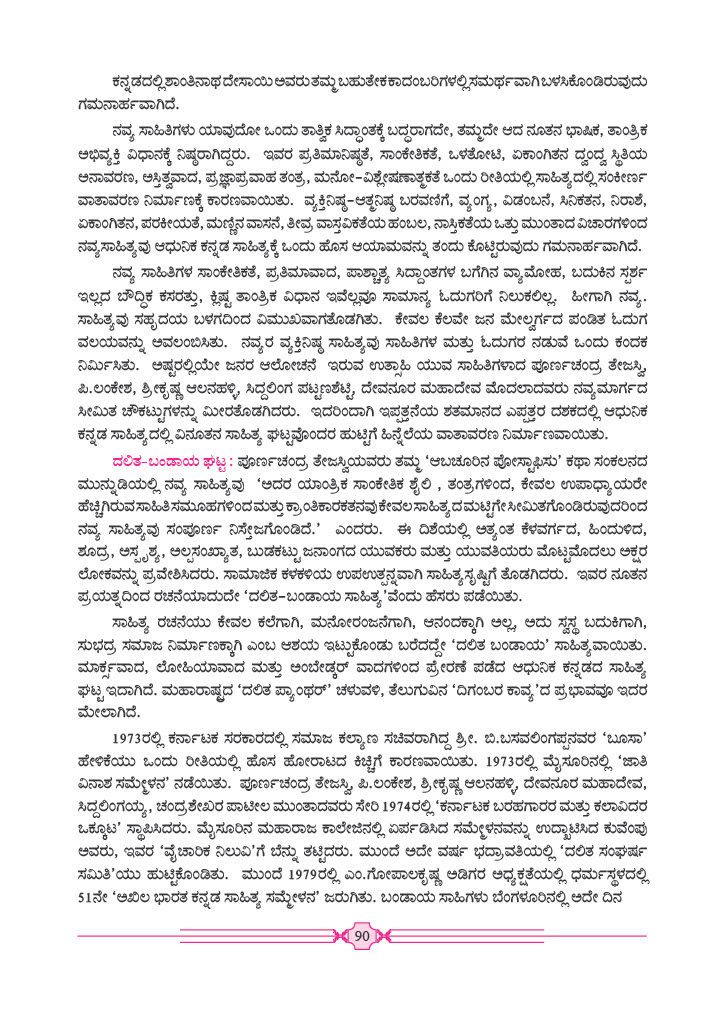 ಕನ್ನಡದಲ್ಲಿ ಶಾಂತಿನಾಥ ದೇಸಾಯಿ ಅವರು ತಮ್ಮ ಬಹುತೇಕ ಕಾದಂಬರಿಗಳಲ್ಲಿ ಸಮರ್ಥವಾಗಿ ಬಳಸಿಕೊಂಡಿರುವುದು
ಗಮನಾರ್ಹವಾಗಿದೆ.
ನವ್ಯ ಸಾಹಿತಿಗಳು ಯಾವುದೋ ಒಂದು ತಾತ್ವಿಕ ಸಿದ್ಧಾಂತಕ್ಕೆ ಬದ್ಧರಾಗದೇ, ತಮ್ಮದೇ ಆದ ನೂತನ ಭಾಷಿಕ, ತಾಂತ್ರಿಕ
ಅಭಿವ್ಯಕ್ತಿ ವಿಧಾನಕ್ಕೆ ನಿಷ್ಠರಾಗಿದ್ದರು. ಇವರ ಪ್ರತಿಮಾನಿಷ್ಠತೆ, ಸಾಂಕೇತಿಕತೆ, ಒಳತೋಟಿ, ಏಕಾಂಗಿತನ ದ್ವಂದ್ವ ಸ್ಥಿತಿಯ
ಅನಾವರಣ, ಅಸ್ತಿತ್ವವಾದ, ಪ್ರಜ್ಞಾಪ್ರವಾಹ ತಂತ್ರ, ಮನೋ-ವಿಶ್ಲೇಷಣಾತ್ಮಕತೆ ಒಂದು ರೀತಿಯಲ್ಲಿ ಸಾಹಿತ್ಯದಲ್ಲಿ ಸಂಕೀರ್ಣ
ವಾತಾವರಣ ನಿರ್ಮಾಣಕ್ಕೆ ಕಾರಣವಾಯಿತು. ವ್ಯಕ್ತಿನಿಷ್ಠ-ಆತ್ಮನಿಷ್ಠ ಬರವಣಿಗೆ, ವ್ಯಂಗ್ಯ, ವಿಡಂಬನೆ, ಸಿನಿಕತನ, ನಿರಾಶೆ,
ಏಕಾಂಗಿತನ, ಪರಕೀಯತೆ, ಮಣ್ಣಿನ ವಾಸನೆ, ತೀವ್ರ ವಾಸ್ತವಿಕತೆಯ ಹಂಬಲ, ನಾಸ್ತಿಕತೆಯ ಒತ್ತು ಮುಂತಾದ ವಿಚಾರಗಳಿಂದ
ನವ್ಯಸಾಹಿತ್ಯವು ಆಧುನಿಕ ಕನ್ನಡ ಸಾಹಿತ್ಯಕ್ಕೆ ಒಂದು ಹೊಸ ಆಯಾಮವನ್ನು ತಂದು ಕೊಟ್ಟಿರುವುದು ಗಮನಾರ್ಹವಾಗಿದೆ.
ನವ್ಯ ಸಾಹಿತಿಗಳ ಸಾಂಕೇತಿಕತೆ, ಪ್ರತಿಮಾವಾದ, ಪಾಶ್ಚಾತ್ಯ ಸಿದ್ದಾಂತಗಳ ಬಗೆಗಿನ ವ್ಯಾಮೋಹ, ಬದುಕಿನ ಸ್ಪರ್ಶ
ಇಲ್ಲದ ಬೌದ್ಧಿಕ ಕಸರತ್ತು, ಕ್ಲಿಷ್ಟ ತಾಂತ್ರಿಕ ವಿಧಾನ ಇವೆಲ್ಲವೂ ಸಾಮಾನ್ಯ ಓದುಗರಿಗೆ ನಿಲುಕಲಿಲ್ಲ. ಹೀಗಾಗಿ ನವ್ಯ.
ಸಾಹಿತ್ಯವು ಸಹೃದಯ ಬಳಗದಿಂದ ವಿಮುಖವಾಗತೊಡಗಿತು. ಕೇವಲ ಕೆಲವೇ ಜನ ಮೇಲ್ವರ್ಗದ ಪಂಡಿತ ಓದುಗ
ವಲಯವನ್ನು ಅವಲಂಬಿಸಿತು. ನವ್ಯರ ವ್ಯಕ್ತಿನಿಷ್ಠ ಸಾಹಿತ್ಯವು ಸಾಹಿತಿಗಳ ಮತ್ತು ಓದುಗರ ನಡುವೆ ಒಂದು ಕಂದಕ
ನಿರ್ಮಿಸಿತು. ಅಷ್ಟರಲ್ಲಿಯೇ ಜನರ ಆಲೋಚನೆ ಇರುವ ಉತ್ಸಾಹಿ ಯುವ ಸಾಹಿತಿಗಳಾದ ಪೂರ್ಣಚಂದ್ರ ತೇಜಸ್ವಿ,
ಪಿ.ಲಂಕೇಶ, ಶ್ರೀಕೃಷ್ಣ ಆಲನಹಳ್ಳಿ, ಸಿದ್ದಲಿಂಗ ಪಟ್ಟಣಶೆಟ್ಟಿ, ದೇವನೂರ ಮಹಾದೇವ ಮೊದಲಾದವರು ನವ್ಯಮಾರ್ಗದ
ಸೀಮಿತ ಚೌಕಟ್ಟುಗಳನ್ನು ಮೀರತೊಡಗಿದರು. ಇದರಿಂದಾಗಿ ಇಪ್ಪತ್ತನೆಯ ಶತಮಾನದ ಎಪ್ಪತ್ತರ ದಶಕದಲ್ಲಿ ಆಧುನಿಕ
ಕನ್ನಡ ಸಾಹಿತ್ಯದಲ್ಲಿ ವಿನೂತನ ಸಾಹಿತ್ಯ ಘಟ್ಟವೊಂದರ ಹುಟ್ಟಿಗೆ ಹಿನ್ನೆಲೆಯ ವಾತಾವರಣ ನಿರ್ಮಾಣವಾಯಿತು.
ದಲಿತ-ಬಂಡಾಯ ಘಟ್ಟ : ಪೂರ್ಣಚಂದ್ರ ತೇಜಸ್ವಿಯವರು ತಮ್ಮ ‘ಆಬಚೂರಿನ ಪೋಸ್ಟಾಫಿಸು’ ಕಥಾ ಸಂಕಲನದ
ಮುನ್ನುಡಿಯಲ್ಲಿ ನವ್ಯ ಸಾಹಿತ್ಯವು ‘ಅದರ ಯಾಂತ್ರಿಕ ಸಾಂಕೇತಿಕ ಶೈಲಿ , ತಂತ್ರಗಳಿಂದ, ಕೇವಲ ಉಪಾಧ್ಯಾಯರೇ
ಹೆಚ್ಚಿಗಿರುವ ಸಾಹಿತಿ ಸಮೂಹಗಳಿಂದ ಮತ್ತು ಕ್ರಾಂತಿಕಾರಕತನವು ಕೇವಲ ಸಾಹಿತ್ಯದ ಮಟ್ಟಿಗೇ ಸೀಮಿತಗೊಂಡಿರುವುದರಿಂದ
ನವ್ಯ ಸಾಹಿತ್ಯವು ಸಂಪೂರ್ಣ ನಿಸ್ತೇಜಗೊಂಡಿದೆ.’ ಎಂದರು. ಈ ದಿಶೆಯಲ್ಲಿ ಅತ್ಯಂತ ಕೆಳವರ್ಗದ, ಹಿಂದುಳಿದ,
ಶೂದ್ರ, ಅಸ್ಪೃಶ್ಯ, ಅಲ್ಪಸಂಖ್ಯಾತ, ಬುಡಕಟ್ಟು ಜನಾಂಗದ ಯುವಕರು ಮತ್ತು ಯುವತಿಯರು ಮೊಟ್ಟಮೊದಲು ಅಕ್ಷರ
ಲೋಕವನ್ನು ಪ್ರವೇಶಿಸಿದರು. ಸಾಮಾಜಿಕ ಕಳಕಳಿಯ ಉಪಉತ್ಪನ್ನವಾಗಿ ಸಾಹಿತ್ಯಸೃಷ್ಟಿಗೆ ತೊಡಗಿದರು. ಇವರ ನೂತನ
ಪ್ರಯತ್ನದಿಂದ ರಚನೆಯಾದುದೇ ‘ದಲಿತ-ಬಂಡಾಯ ಸಾಹಿತ್ಯ’ವೆಂದು ಹೆಸರು ಪಡೆಯಿತು.
ಸಾಹಿತ್ಯ ರಚನೆಯು ಕೇವಲ ಕಲೆಗಾಗಿ, ಮನೋರಂಜನೆಗಾಗಿ, ಆನಂದಕ್ಕಾಗಿ ಅಲ್ಲ, ಅದು ಸ್ವಸ್ಥ ಬದುಕಿಗಾಗಿ,
ಸುಭದ್ರ ಸಮಾಜ ನಿರ್ಮಾಣಕ್ಕಾಗಿ ಎಂಬ ಆಶಯ ಇಟ್ಟುಕೊಂಡು ಬರೆದದ್ದೇ ‘ದಲಿತ ಬಂಡಾಯ’ ಸಾಹಿತ್ಯವಾಯಿತು.
ಮಾರ್ಕ್ಸವಾದ, ಲೋಹಿಯಾವಾದ ಮತ್ತು ಅಂಬೇಡ್ಕರ್ ವಾದಗಳಿಂದ ಪ್ರೇರಣೆ ಪಡೆದ ಆಧುನಿಕ ಕನ್ನಡದ ಸಾಹಿತ್ಯ
ಘಟ್ಟ ಇದಾಗಿದೆ. ಮಹಾರಾಷ್ಟ್ರದ ‘ದಲಿತ ಪ್ಯಾಂಥರ್’ ಚಳುವಳಿ, ತೆಲುಗುವಿನ ‘ದಿಗಂಬರ ಕಾವ್ಯ’ದ ಪ್ರಭಾವವೂ ಇದರ
ಮೇಲಾಗಿದೆ.
1973ರಲ್ಲಿ ಕರ್ನಾಟಕ ಸರಕಾರದಲ್ಲಿ ಸಮಾಜ ಕಲ್ಯಾಣ ಸಚಿವರಾಗಿದ್ದ ಶ್ರೀ. ಬಿ.ಬಸವಲಿಂಗಪ್ಪನವರ ‘ಬೂಸಾ’
ಹೇಳಿಕೆಯು ಒಂದು ರೀತಿಯಲ್ಲಿ ಹೊಸ ಹೋರಾಟದ ಕಿಚ್ಚಿಗೆ ಕಾರಣವಾಯಿತು. 1973ರಲ್ಲಿ ಮೈಸೂರಿನಲ್ಲಿ ‘ಜಾತಿ
ವಿನಾಶ ಸಮ್ಮೇಳನ’ ನಡೆಯಿತು. ಪೂರ್ಣಚಂದ್ರ ತೇಜಸ್ವಿ, ಪಿ.ಲಂಕೇಶ, ಶ್ರೀಕೃಷ್ಣ ಆಲನಹಳ್ಳಿ, ದೇವನೂರ ಮಹಾದೇವ,
ಸಿದ್ದಲಿಂಗಯ್ಯ, ಚಂದ್ರಶೇಖರ ಪಾಟೀಲ ಮುಂತಾದವರು ಸೇರಿ 1974ರಲ್ಲಿ ‘ಕರ್ನಾಟಕ ಬರಹಗಾರರ ಮತ್ತು ಕಲಾವಿದರ
ಒಕ್ಕೂಟ’ ಸ್ಥಾಪಿಸಿದರು. ಮೈಸೂರಿನ ಮಹಾರಾಜ ಕಾಲೇಜಿನಲ್ಲಿ ಏರ್ಪಡಿಸಿದ ಸಮ್ಮೇಳನವನ್ನು ಉದ್ಘಾಟಿಸಿದ ಕುವೆಂಪು
ಅವರು, ಇವರ ‘ವೈಚಾರಿಕ ನಿಲುವಿ’ಗೆ ಬೆನ್ನು ತಟ್ಟಿದರು. ಮುಂದೆ ಅದೇ ವರ್ಷ ಭದ್ರಾವತಿಯಲ್ಲಿ ‘ದಲಿತ ಸಂಘರ್ಷ
ಸಮಿತಿ’ಯು ಹುಟ್ಟಿಕೊಂಡಿತು. ಮುಂದೆ 1979ರಲ್ಲಿ ಎಂ.ಗೋಪಾಲಕೃಷ್ಣ ಅಡಿಗರ ಅಧ್ಯಕ್ಷತೆಯಲ್ಲಿ ಧರ್ಮಸ್ಥಳದಲ್ಲಿ
51ನೇ ‘ಅಖಿಲ ಭಾರತ ಕನ್ನಡ ಸಾಹಿತ್ಯ ಸಮ್ಮೇಳನ’ ಜರುಗಿತು. ಬಂಡಾಯ ಸಾಹಿಗಳು ಬೆಂಗಳೂರಿನಲ್ಲಿ ಅದೇ ದಿನ
90